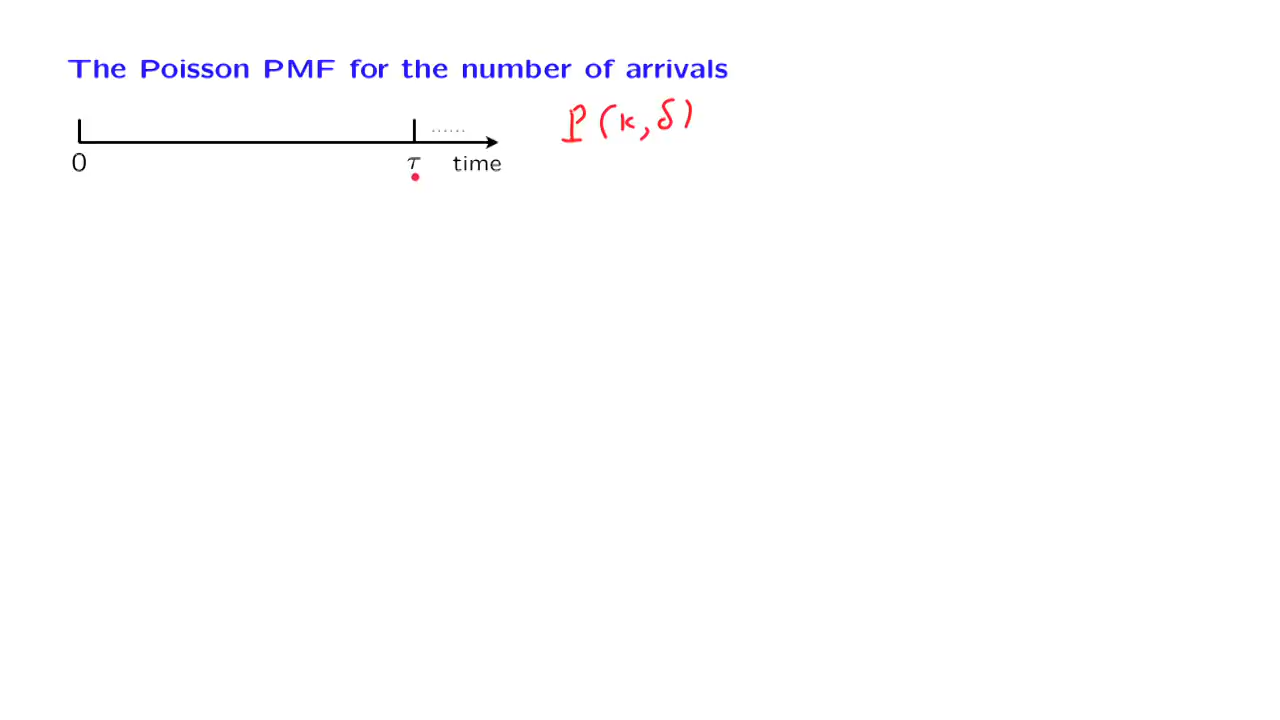 The Poisson PMF for the number of arrivals
P(k, δ)
......
0 τ time